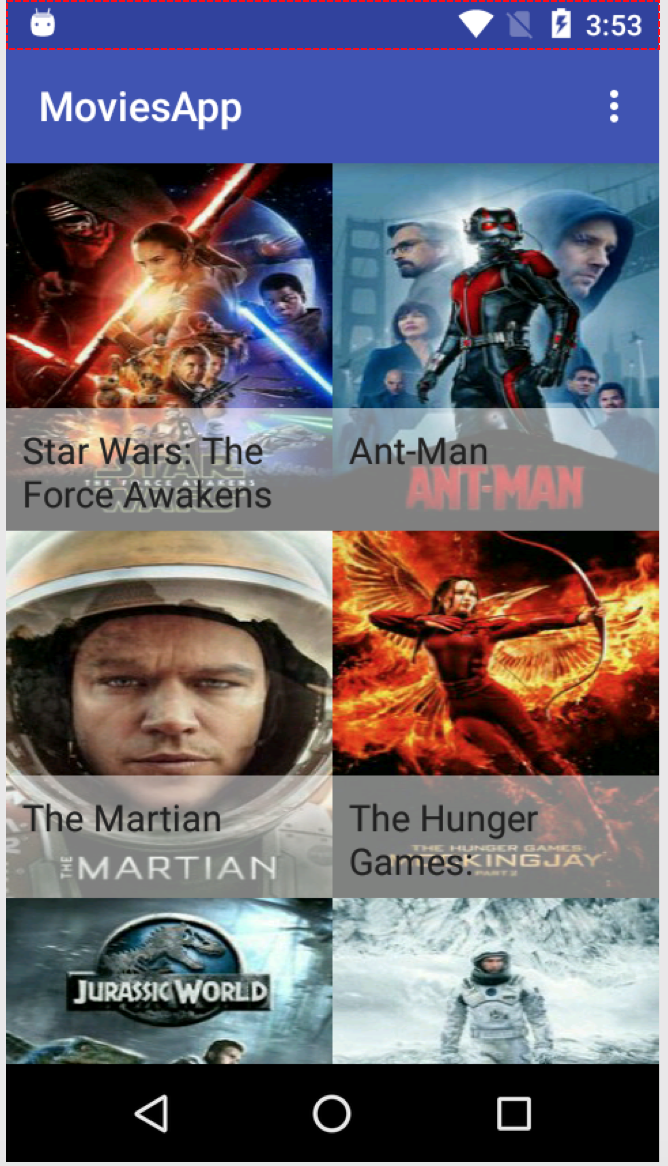 3:53
MoviesApp
Star Wars: The
Force Awakens
STAR
THE FORCE AWAKENS
WARS
Ant-Man
ANT-MAN
The Martian
THE MARTIAN
The Hunger
Games:
THE HUNGER GAMES:
MOCKINGJAY
PART 2
JURASSIC WORLD